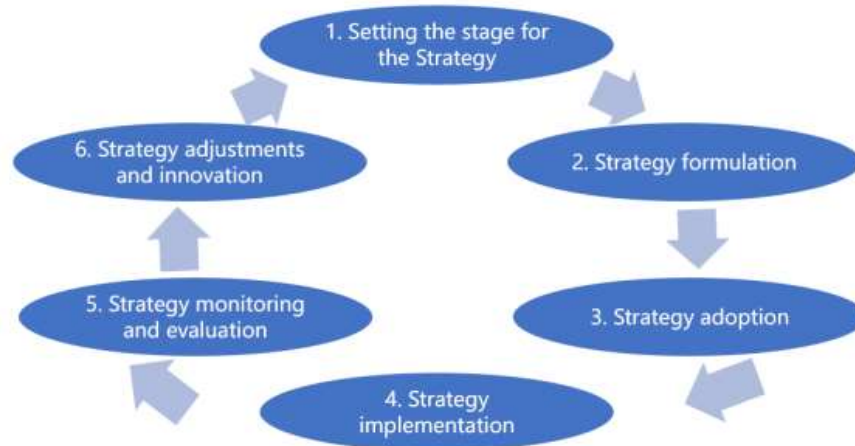 1. Setting the stage for
the Strategy
2. Strategy formulation
3. Strategy adoption
4. Strategy
implementation
5. Strategy monitoring
and evaluation
6. Strategy adjustments
and innovation